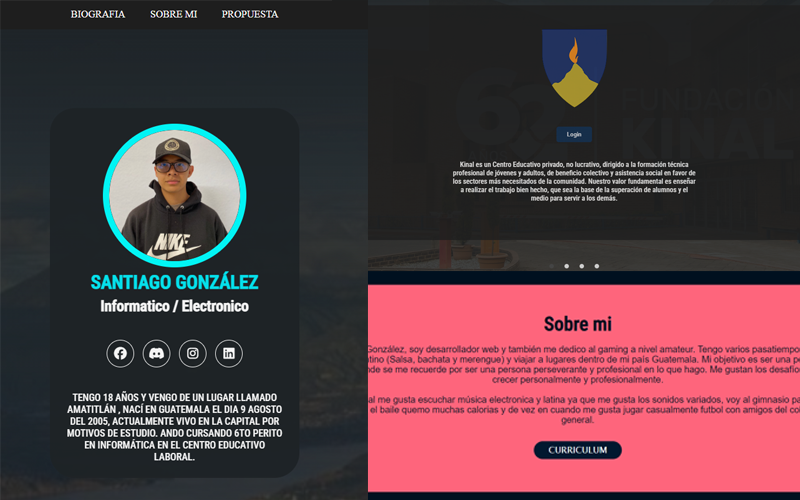 BIOGRAFIA SOBRE MI PROPUESTA
NIKE
SANTIAGO GONZÁLEZ
Informatico / Electronico
TENGO 18 AÑOS Y VENGO DE UN LUGAR LLAMADO
AMATITLÁN , NACÍ EN GUATEMALA EL DIA 9 AGOSTO
DEL 2005, ACTUALMENTE VIVO EN LA CAPITAL POR
MOTIVOS DE ESTUDIO. ANDO CURSANDO 6TO PERITO
EN INFORMÁTICA EN EL CENTRO EDUCATIVO
LABORAL.
60 FUNDACIÓN
KINAL
Login
Kinal es un Centro Educativo privado, no lucrativo, dirigido a la formación técnica
profesional de jóvenes y adultos, de beneficio colectivo y asistencia social en favor de
los sectores más necesitados de la comunidad. Nuestro valor fundamental es enseñar
a realizar el trabajo bien hecho, que sea la base de la superación de alumnos y el
medio para servir a los demás.
Sobre mi
González, soy desarrollador web y también me dedico al gaming a nivel amateur. Tengo varios pasatiempo
tino (Salsa, bachata y merengue) y viajar a lugares dentro de mi país Guatemala. Mi objetivo es ser una pe
nde se me recuerde por ser una persona perseverante y profesional en lo que hago. Me gustan los desafío
crecer personalmente y profesionalmente.
al me gusta escuchar música electronica y latina ya que me gusta los sonidos variados, voy al gimnasio pa
el baile quemo muchas calorias y de vez en cuando me gusta jugar casualmente futbol con amigos del col
general.
CURRICULUM